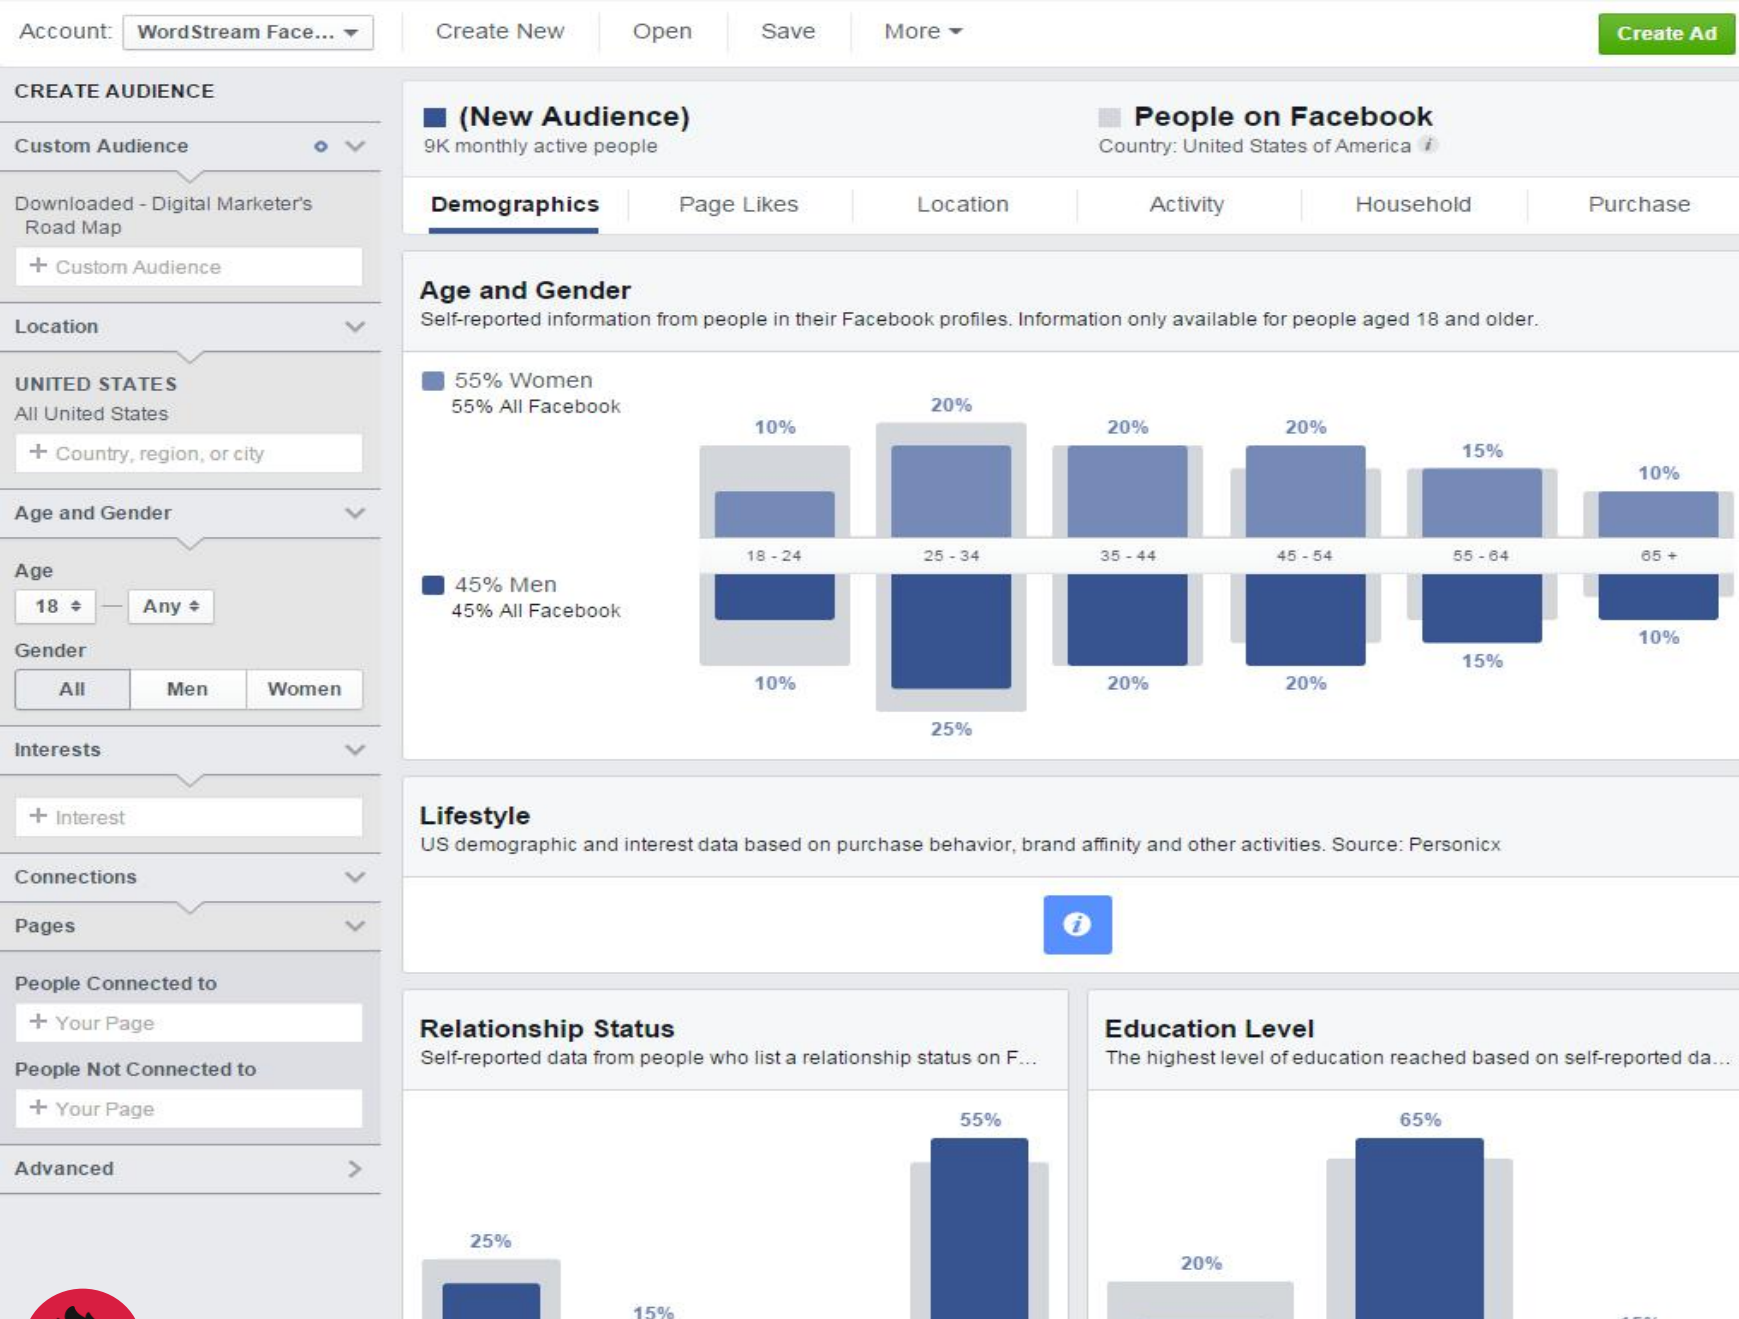 Account: WordStream Face... Create New Open Save More Create Ad
CREATE AUDIENCE
Custom Audience
Downloaded - Digital Marketer's
Road Map
+ Custom Audience
Location
UNITED STATES
All United States
+ Country, region, or city
Age and Gender
Age
18 — Any
Gender
All Men Women
Interests
+ Interest
Connections
Pages
People Connected to
+ Your Page
People Not Connected to
+ Your Page
Advanced
(New Audience)
9K monthly active people
People on Facebook
Country: United States of America i
Demographics Page Likes Location Activity Household Purchase
Age and Gender
Self-reported information from people in their Facebook profiles. Information only available for people aged 18 and older.
55% Women
55% All Facebook
10% 20% 20% 20% 15% 10%
18 - 24 25 - 34 35 - 44 45 - 54 55 - 64 65 +
45% Men
45% All Facebook
10% 25% 20% 20% 15% 10%
Lifestyle
US demographic and interest data based on purchase behavior, brand affinity and other activities. Source: Personicx
i
Relationship Status
Self-reported data from people who list a relationship status on F...
25% 15% 55%
Education Level
The highest level of education reached based on self-reported da...
20% 65%